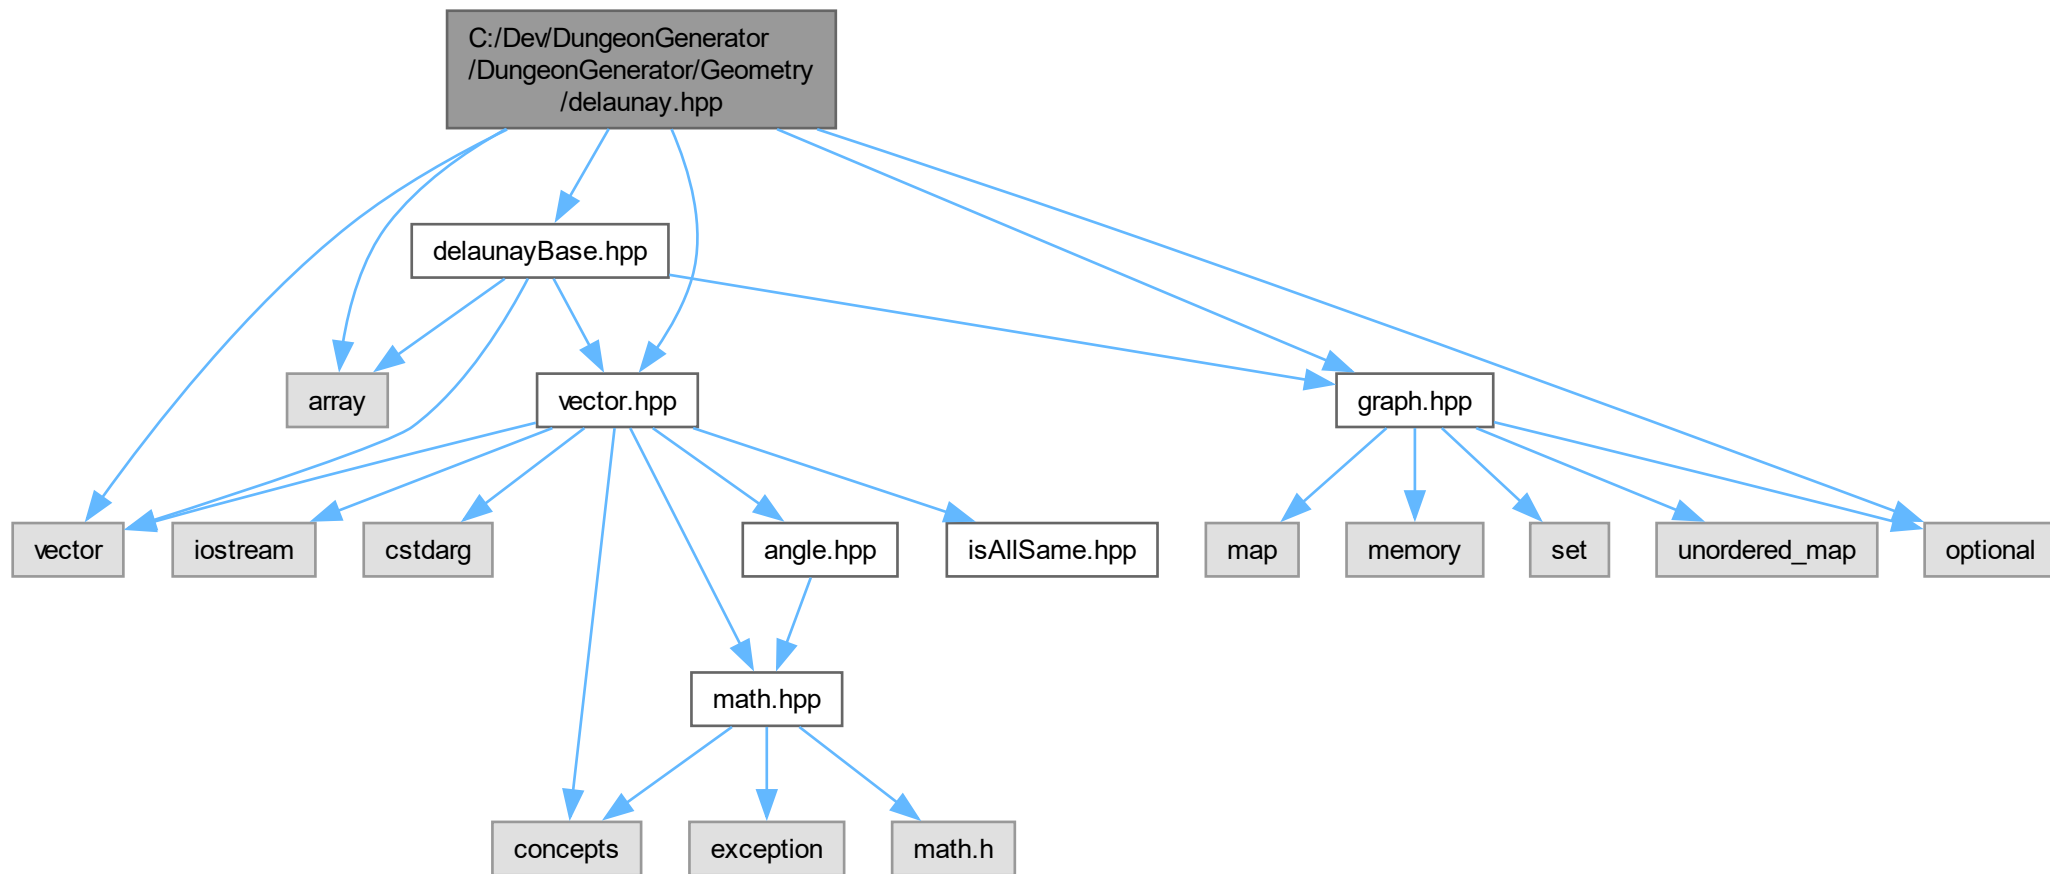 C:/Dev/DungeonGenerator
/DungeonGenerator/Geometry
/delaunay.hpp
delaunayBase.hpp
array
vector.hpp
graph.hpp
vector
iostream
cstdarg
angle.hpp
isAllSame.hpp
map
memory
set
unordered_map
optional
math.hpp
concepts
exception
math.h